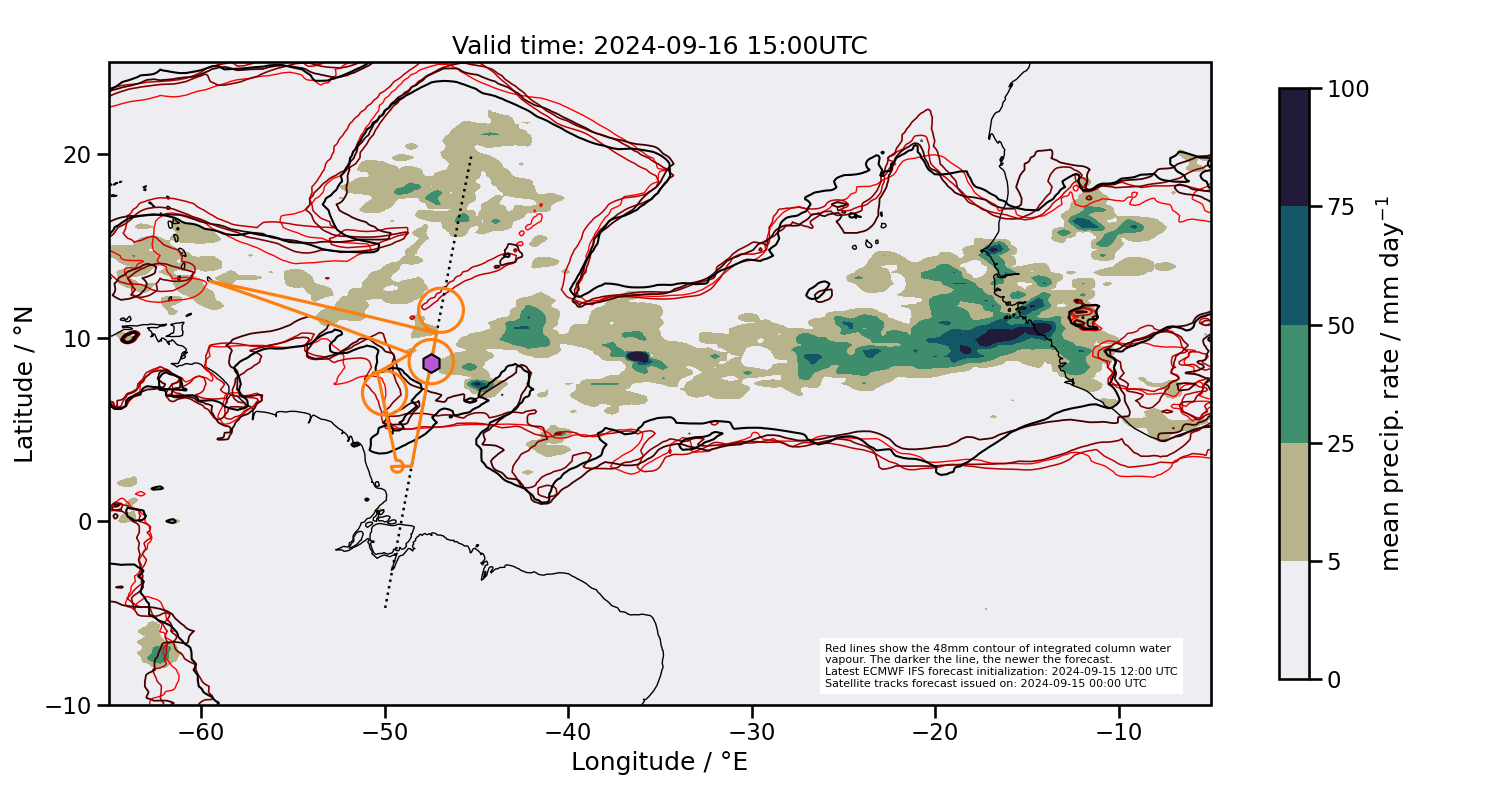 Valid time: 2024-09-16 15:00UTC
20
10
0
−10
Latitude / °N
−60
−50
−40
−30
−20
−10
Longitude / °E
Red lines show the 48mm contour of integrated column water
vapour. The darker the line, the newer the forecast.
Latest ECMWF IFS forecast initialization: 2024-09-15 12:00 UTC
Satellite tracks forecast issued on: 2024-09-15 00:00 UTC
100
75
50
25
5
0
mean precip. rate / mm day⁻¹